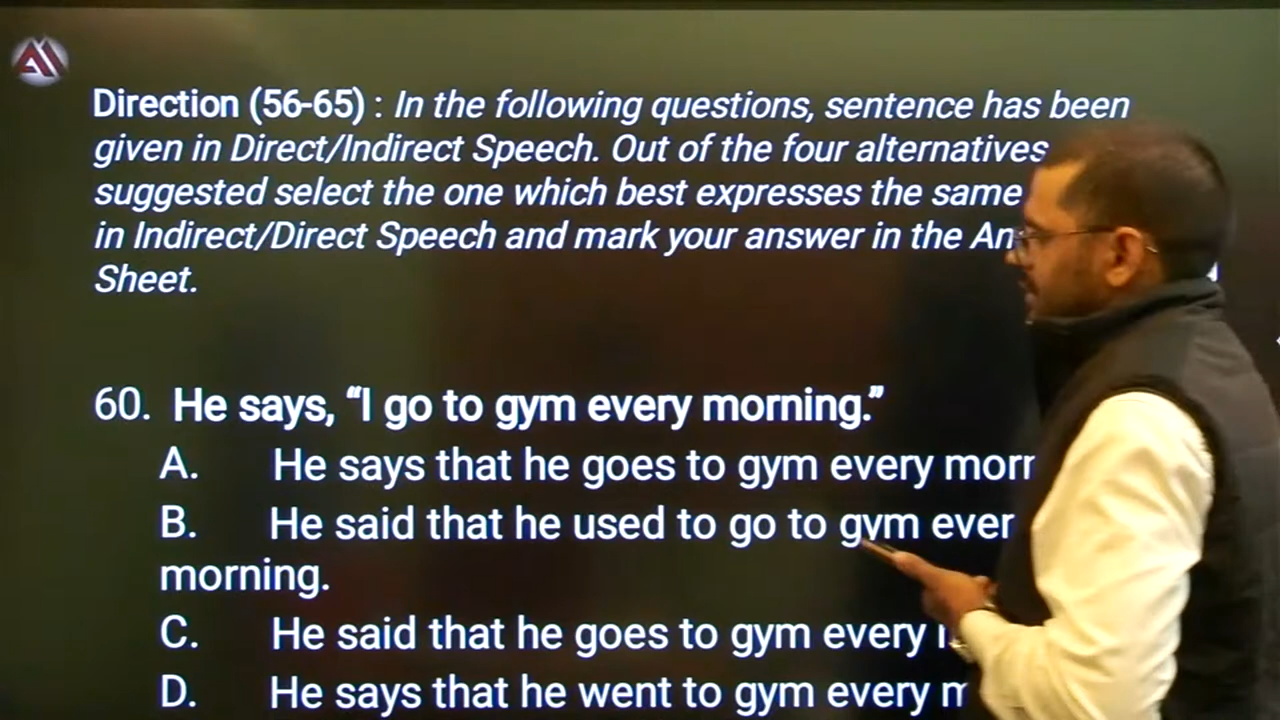 Direction (56-65) : In the following questions, sentence has been
given in Direct/Indirect Speech. Out of the four alternatives
suggested select the one which best expresses the same
in Indirect/Direct Speech and mark your answer in the
Sheet.
60. He says, “I go to gym every morning.”
A. He says that he goes to gym every
B. He said that he used to go to gym
morning.
C. He said that he goes to gym every
D. He says that he went to gym every